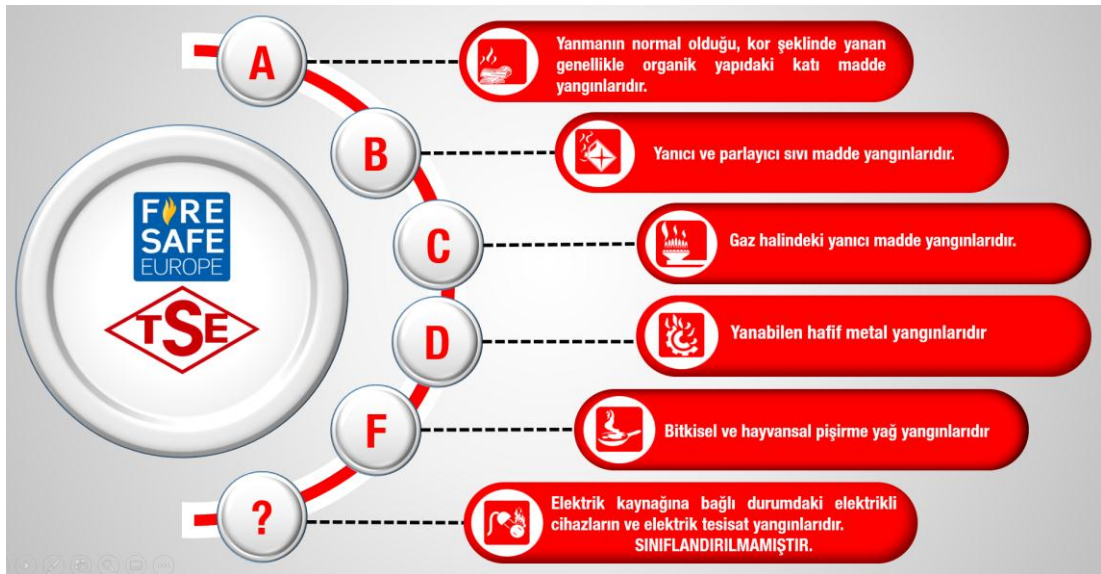 A
Yanmanın normal olduğu, kor şeklinde yanan
genellikle organik yapıdaki katı madde
yangınlarıdır.
B
Yanıcı ve parlayıcı sıvı madde yangınlarıdır.
C
Gaz halindeki yanıcı madde yangınlarıdır.
FIRE
SAFE
EUROPE
TSE
D
Yanabilen hafif metal yangınlarıdır
F
Bitkisel ve hayvansal pişirme yağ yangınlarıdır
?
Elektrik kaynağına bağlı durumdaki elektrikli
cihazların ve elektrik tesisat yangınlarıdır.
SINIFLANDIRILMAMIŞTIR.